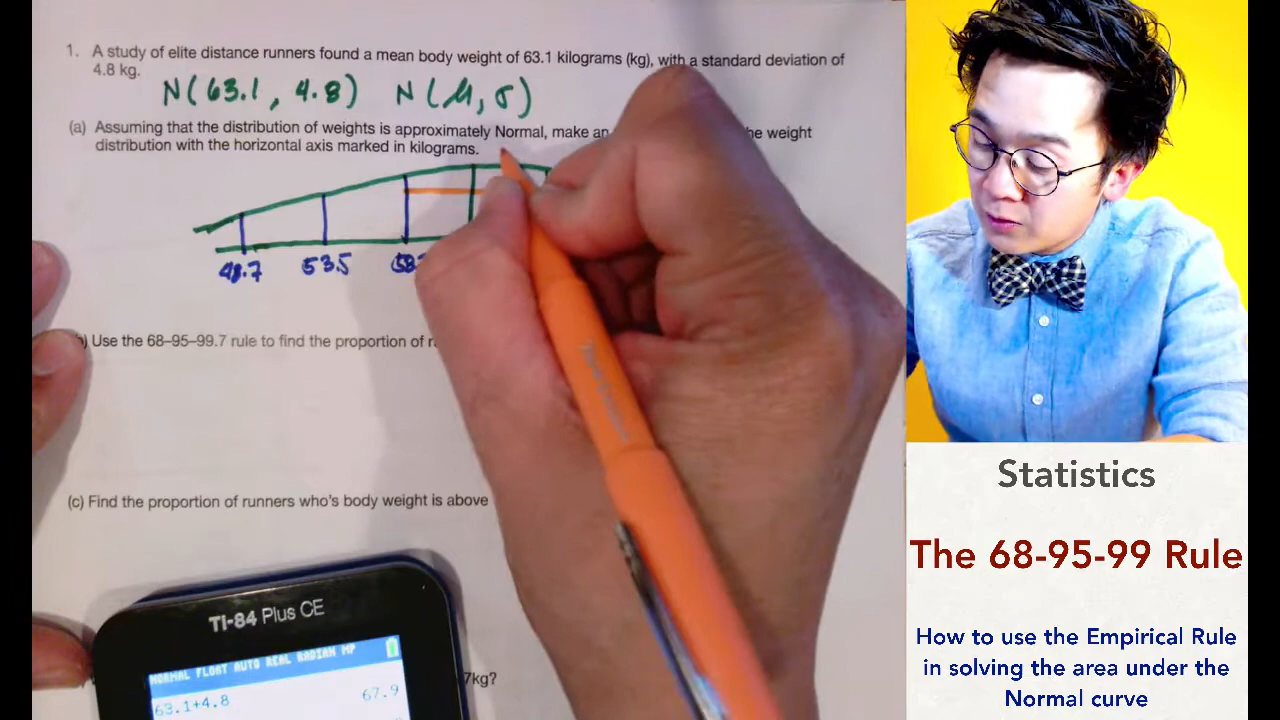 1. A study of elite distance runners found a mean body weight of 63.1 kilograms (kg), with a standard deviation of
4.8 kg.
N(63.1, 4.8) N(μ, σ)
(a) Assuming that the distribution of weights is approximately Normal, make an he weight
distribution with the horizontal axis marked in kilograms.
48.7 53.5 58.
) Use the 68–95–99.7 rule to find the proportion of r
(c) Find the proportion of runners who's body weight is above
7kg?
TI-84 Plus CE
NORMAL FLOAT AUTO REAL RADIAN MP
63.1+4.8 67.9
Statistics
The 68-95-99 Rule
How to use the Empirical Rule
in solving the area under the
Normal curve